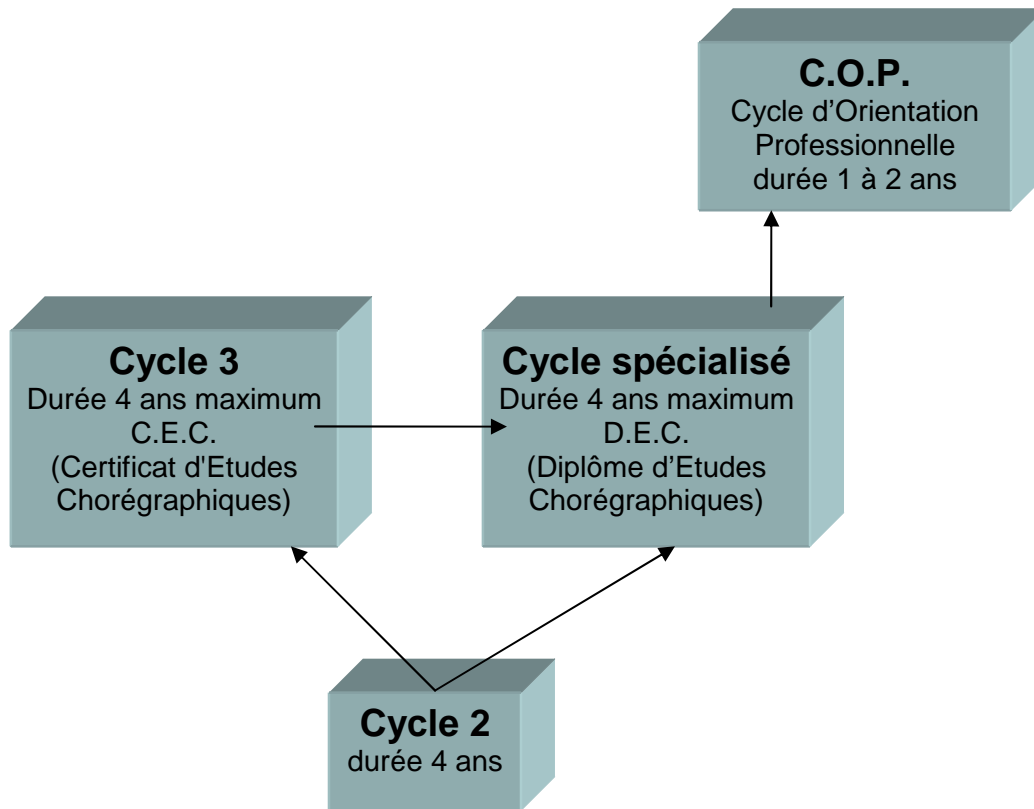 C.O.P.
Cycle d’Orientation
Professionnelle
durée 1 à 2 ans
Cycle 3
Durée 4 ans maximum
C.E.C.
(Certificat d'Etudes
Chorégraphiques)
Cycle spécialisé
Durée 4 ans maximum
D.E.C.
(Diplôme d’Etudes
Chorégraphiques)
Cycle 2
durée 4 ans